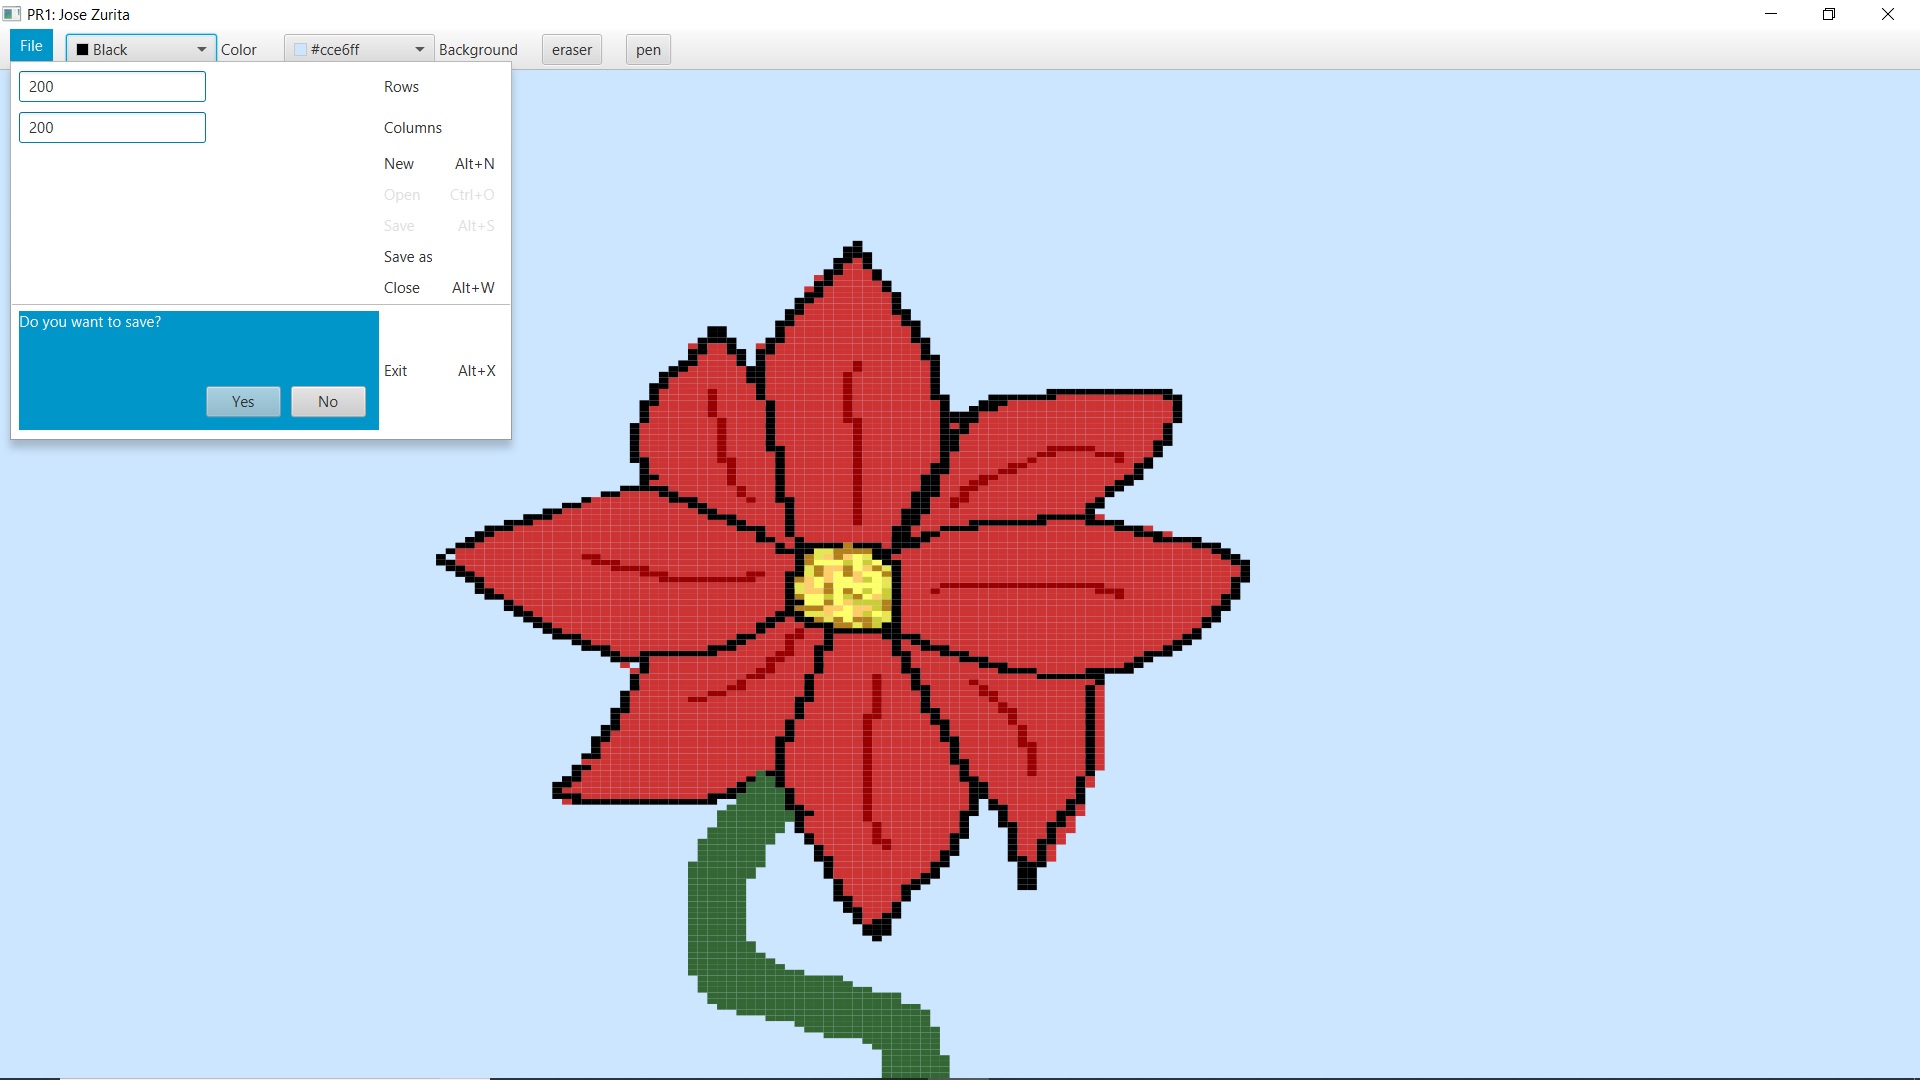 PR1: Jose Zurita
File Black Color #cce6ff Background eraser pen
200 Rows
200 Columns
New Alt+N
Open Ctrl+O
Save Alt+S
Save as
Close Alt+W
Do you want to save?
Exit Alt+X
Yes No